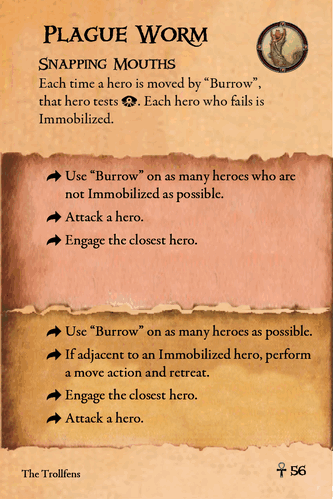 Plague Worm
Snapping Mouths
Each time a hero is moved by “Burrow”,
that hero tests . Each hero who fails is
Immobilized.
Use “Burrow” on as many heroes who are
not Immobilized as possible.
Attack a hero.
Engage the closest hero.
Use “Burrow” on as many heroes as possible.
If adjacent to an Immobilized hero, perform
a move action and retreat.
Engage the closest hero.
Attack a hero.
The Trollfens
56